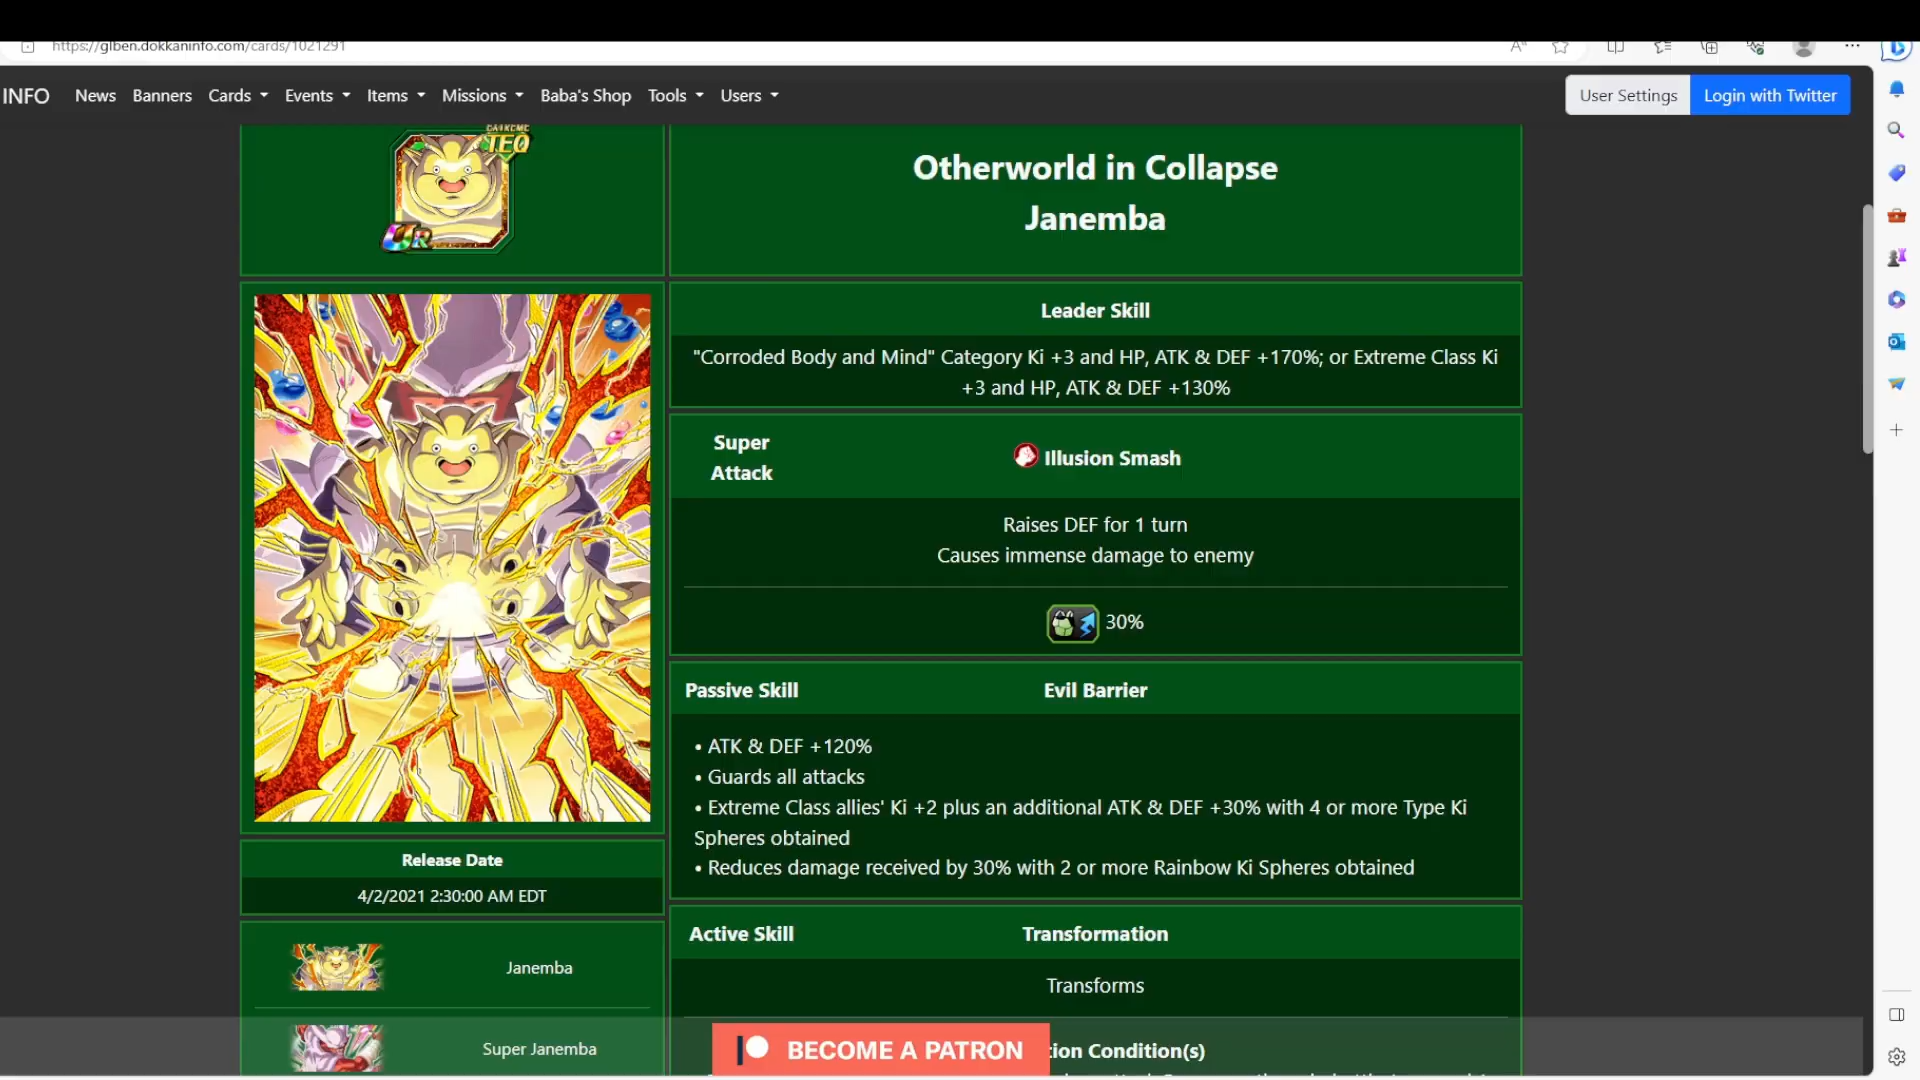 https://glben.dokkaninfo.com/cards/1021291
INFO News Banners Cards Events Items Missions Baba's Shop Tools Users User Settings Login with Twitter
EXTREME
TEQ
UR
Otherworld in Collapse
Janemba
Leader Skill
"Corroded Body and Mind" Category Ki +3 and HP, ATK & DEF +170%; or Extreme Class Ki
+3 and HP, ATK & DEF +130%
Super
Attack
Illusion Smash
Raises DEF for 1 turn
Causes immense damage to enemy
30%
Passive Skill Evil Barrier
• ATK & DEF +120%
• Guards all attacks
• Extreme Class allies' Ki +2 plus an additional ATK & DEF +30% with 4 or more Type Ki
Spheres obtained
• Reduces damage received by 30% with 2 or more Rainbow Ki Spheres obtained
Release Date
4/2/2021 2:30:00 AM EDT
Active Skill Transformation
Transforms
Janemba
Super Janemba
BECOME A PATRON
tion Condition(s)